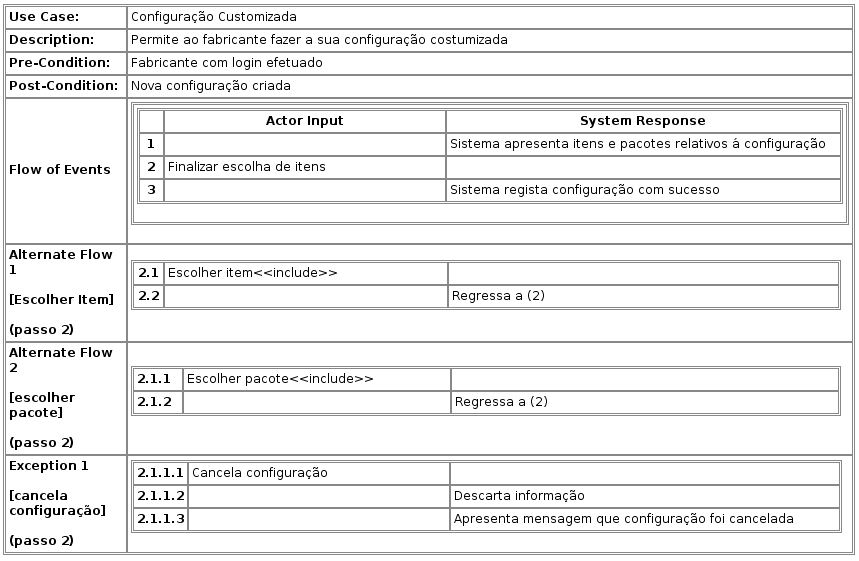 Use Case: Configuração Customizada
Description: Permite ao fabricante fazer a sua configuração costumizada
Pre-Condition: Fabricante com login efetuado
Post-Condition: Nova configuração criada
Flow of Events
Actor Input System Response
1 Sistema apresenta itens e pacotes relativos á configuração
2 Finalizar escolha de itens
3 Sistema regista configuração com sucesso
Alternate Flow
1
[Escolher Item]
(passo 2)
2.1 Escolher item<<include>>
2.2 Regressa a (2)
Alternate Flow
2
[escolher
pacote]
(passo 2)
2.1.1 Escolher pacote<<include>>
2.1.2 Regressa a (2)
Exception 1
[cancela
configuração]
(passo 2)
2.1.1.1 Cancela configuração
2.1.1.2 Descarta informação
2.1.1.3 Apresenta mensagem que configuração foi cancelada